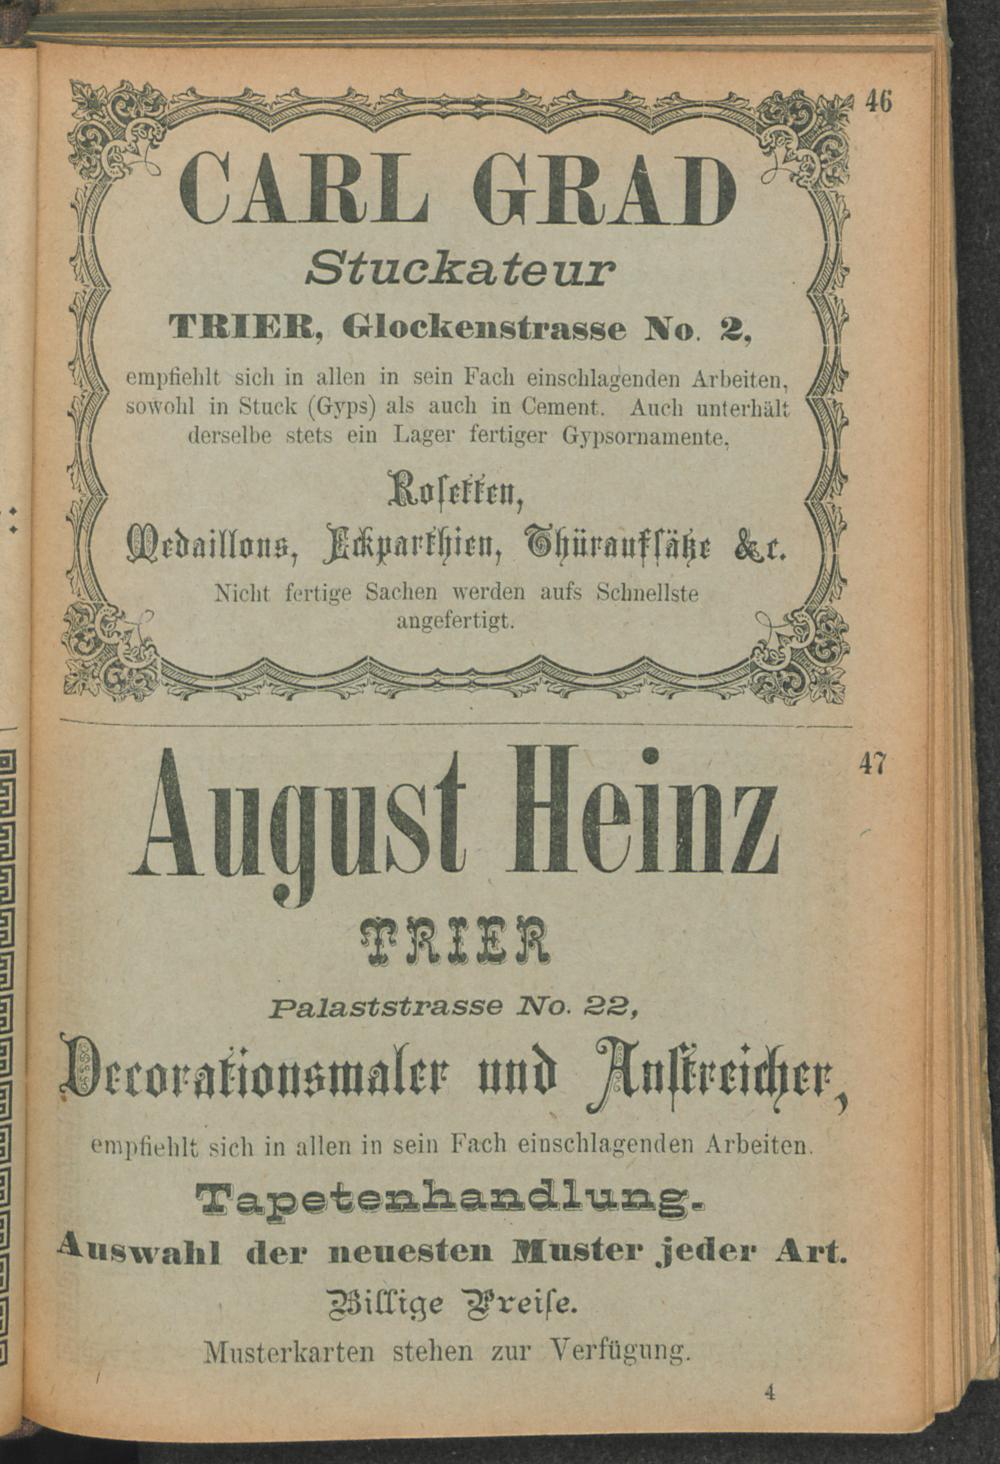 46
CARL GRAD
Stuckateur
TRIER, Glockenstrasse No. 2,
empfiehlt sich in allen in sein Fach einschlagenden Arbeiten,
sowohl in Stuck (Gyps) als auch in Cement. Auch unterhält
derselbe stets ein Lager fertiger Gypsornamente,
Roſetten,
Medaillons, Eckparthien, Thüraufſätze &c.
Nicht fertige Sachen werden aufs Schnellste
angefertigt.
47
August Heinz
TRIER
Palaststrasse No. 22,
Decorationsmaler und Anſtreicher,
empfiehlt sich in allen in sein Fach einschlagenden Arbeiten.
Tapetenhandlung.
Auswahl der neuesten Muster jeder Art.
Billige Preiſe.
Musterkarten stehen zur Verfügung.
4